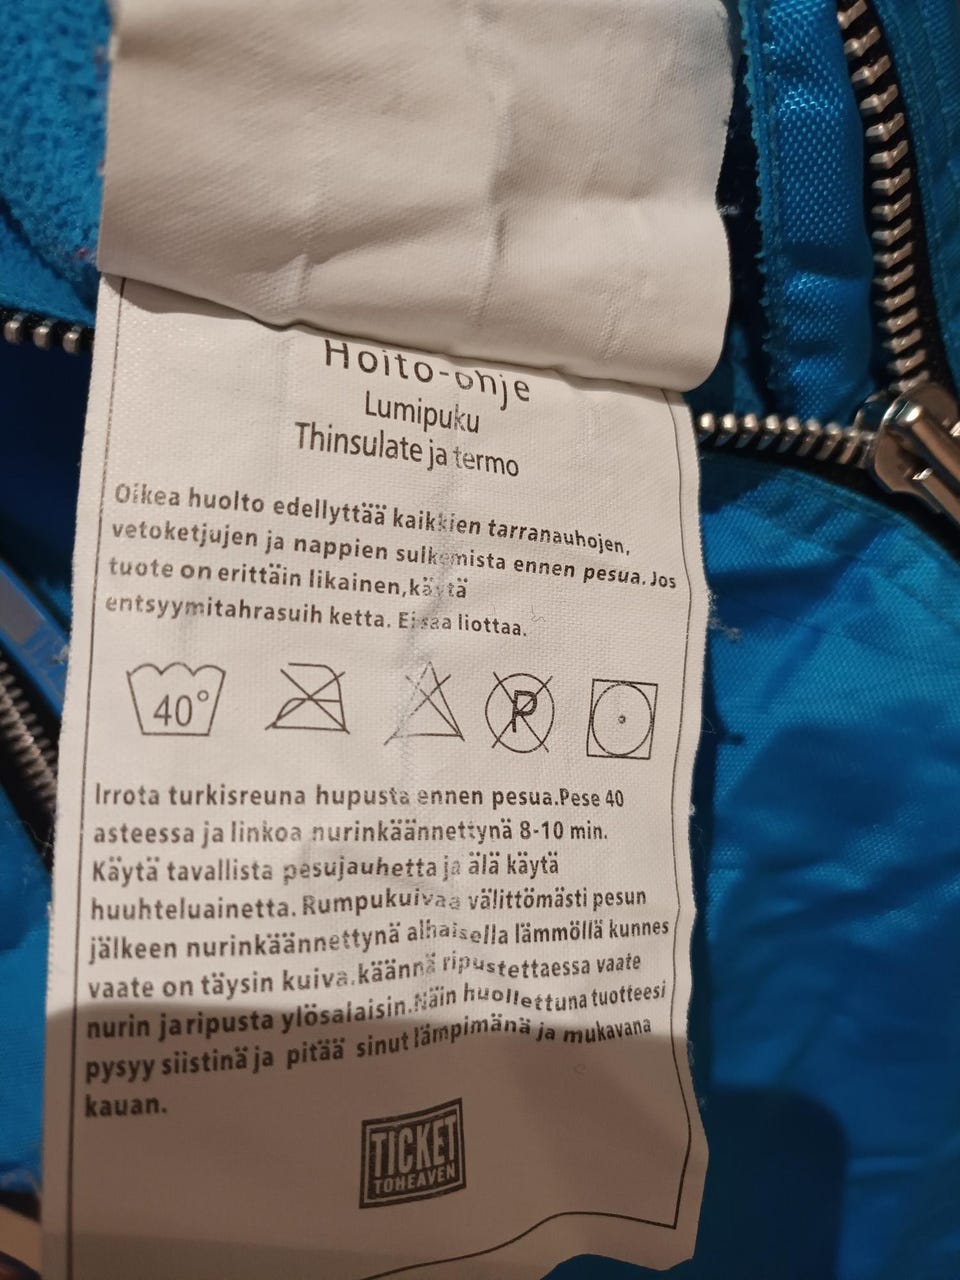 Hoito-ohje
Lumipuku
Thinsulate ja termo
Oikea huolto edellyttää kaikkien tarranauhojen,
vetoketjujen ja nappien sulkemista ennen pesua. Jos
tuote on erittäin likainen,käytä
entsyymitahrasuih ketta. Ei saa liottaa.
40°
P
Irrota turkisreuna hupusta ennen pesua.Pese 40
asteessa ja linkoa nurinkäännettynä 8-10 min.
Käytä tavallista pesujauhetta ja älä käytä
huuhteluainetta. Rumpukuivaa välittömästi pesun
jälkeen nurinkäännettynä alhaisella lämmöllä kunnes
vaate on täysin kuiva.käännä ripustettaessa vaate
nurin ja ripusta ylösalaisin.Näin huollettuna tuotteesi
pysyy siistinä ja pitää sinut lämpimänä ja mukavana
kauan.
TICKET
TOHEAVEN